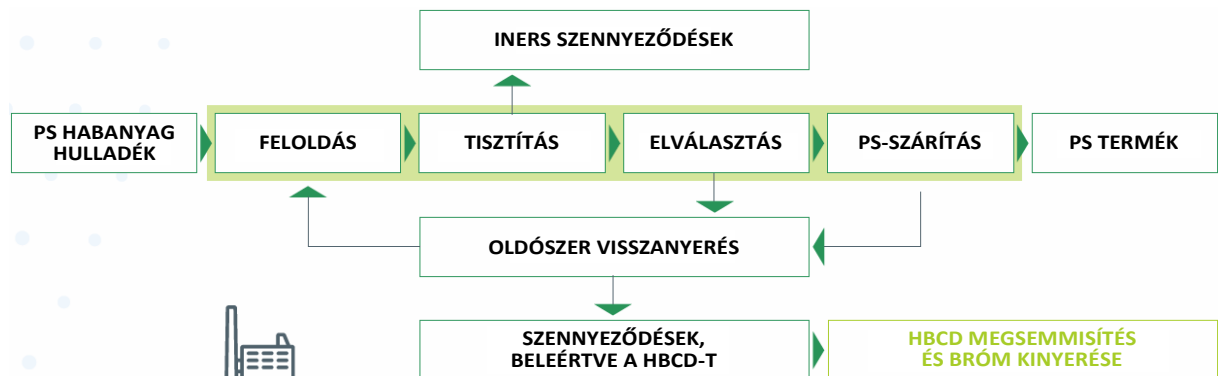 INERS SZENNYEZŐDÉSEK
PS HABANYAG
HULLADÉK
FELOLDÁS
TISZTÍTÁS
ELVÁLASZTÁS
PS-SZÁRÍTÁS
PS TERMÉK
OLDÓSZER VISSZANYERÉS
SZENNYEZŐDÉSEK,
BELEÉRTVE A HBCD-T
HBCD MEGSEMMISÍTÉS
ÉS BRÓM KINYERÉSE